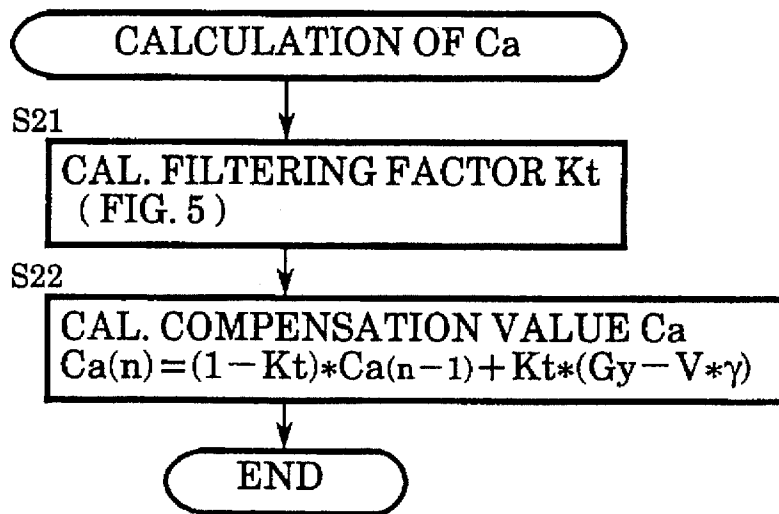 CALCULATION OF Ca
S21
CAL. FILTERING FACTOR Kt
( FIG. 5 )
S22
CAL. COMPENSATION VALUE Ca
Ca(n)=(1-Kt)*Ca(n-1)+Kt*(Gy-V*γ)
END